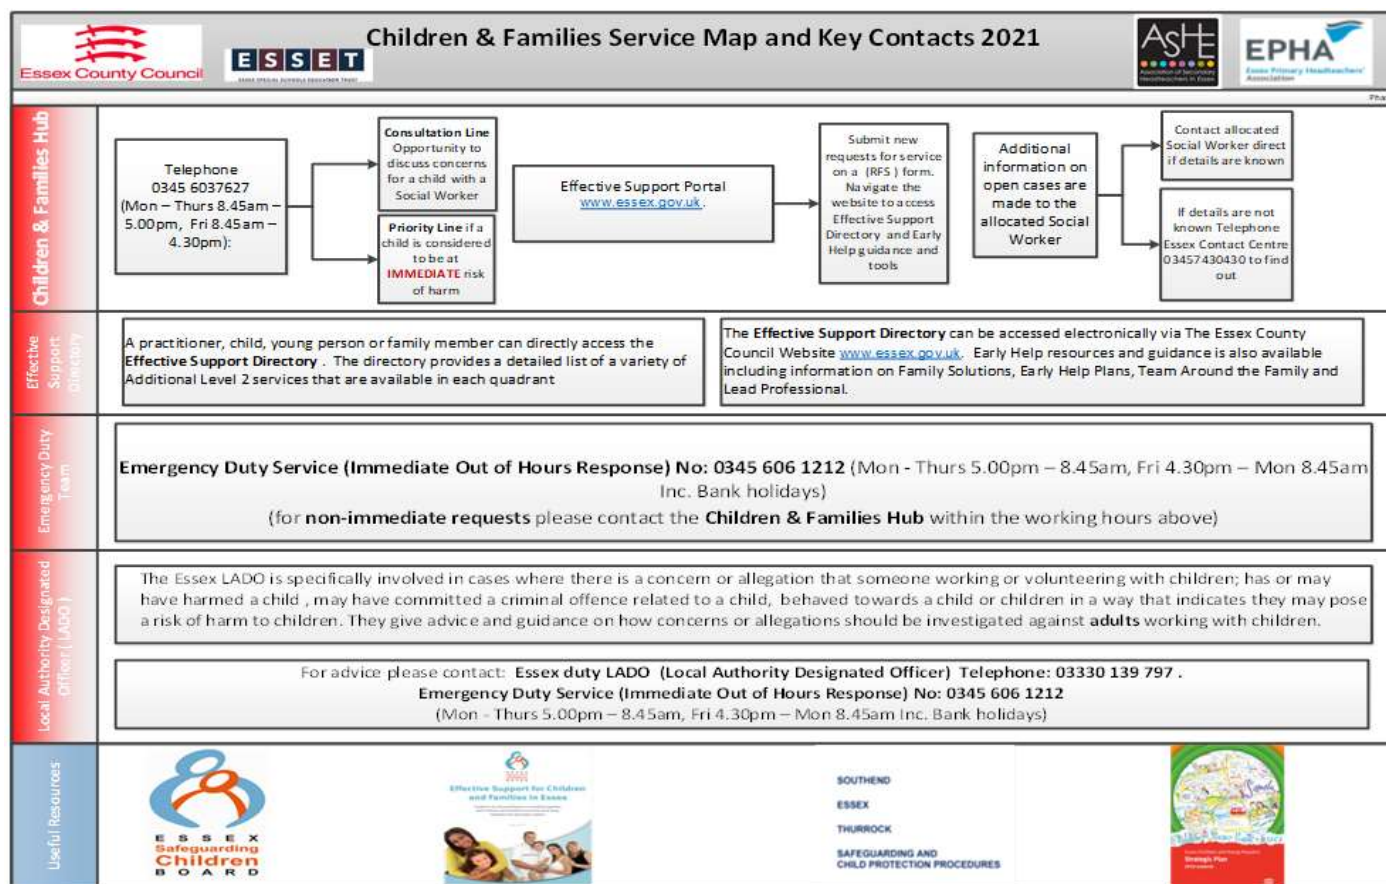 Essex County Council
ESSET
Children & Families Service Map and Key Contacts 2021
ASHE
Association of Secondary
Headteachers in Essex
EPHA
Essex Primary Headteachers'
Association
Children & Families Hub
Telephone
0345 6037627
(Mon – Thurs 8.45am –
5.00pm, Fri 8.45am –
4.30pm):
Consultation Line
Opportunity to
discuss concerns
for a child with a
Social Worker
Priority Line if a
child is considered
to be at
IMMEDIATE risk
of harm
Effective Support Portal
www.essex.gov.uk.
Submit new
requests for service
on a (RFS ) form.
Navigate the
website to access
Effective Support
Directory and Early
Help guidance and
tools
Additional
information on
open cases are
made to the
allocated Social
Worker
Contact allocated
Social Worker direct
if details are known
If details are not
known Telephone
Essex Contact Centre
03457430430 to find
out
Effective
Support
Directory
A practitioner, child, young person or family member can directly access the
Effective Support Directory . The directory provides a detailed list of a variety of
Additional Level 2 services that are available in each quadrant
The Effective Support Directory can be accessed electronically via The Essex County
Council Website www.essex.gov.uk. Early Help resources and guidance is also available
including information on Family Solutions, Early Help Plans, Team Around the Family and
Lead Professional.
Emergency Duty
Team
Emergency Duty Service (Immediate Out of Hours Response) No: 0345 606 1212 (Mon - Thurs 5.00pm – 8.45am, Fri 4.30pm – Mon 8.45am
Inc. Bank holidays)
(for non-immediate requests please contact the Children & Families Hub within the working hours above)
Local Authority Designated
Officer ( LADO )
The Essex LADO is specifically involved in cases where there is a concern or allegation that someone working or volunteering with children; has or may
have harmed a child , may have committed a criminal offence related to a child, behaved towards a child or children in a way that indicates they may pose
a risk of harm to children. They give advice and guidance on how concerns or allegations should be investigated against adults working with children.
For advice please contact: Essex duty LADO (Local Authority Designated Officer) Telephone: 03330 139 797 .
Emergency Duty Service (Immediate Out of Hours Response) No: 0345 606 1212
(Mon - Thurs 5.00pm – 8.45am, Fri 4.30pm – Mon 8.45am Inc. Bank holidays)
Useful Resources
ESSEX
Safeguarding
Children
BOARD
Effective Support for Children
and Families in Essex
SOUTHEND
ESSEX
THURROCK
SAFEGUARDING AND
CHILD PROTECTION PROCEDURES
Strategic Plan